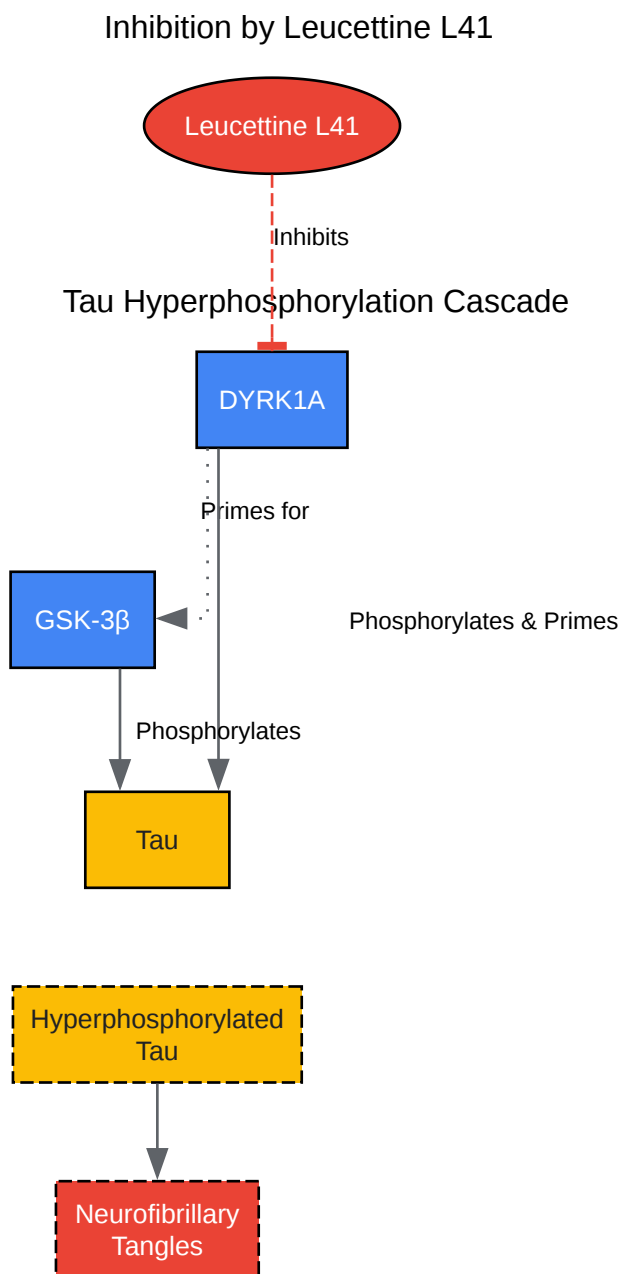 Inhibition by Leucettine L41
Leucettine L41
Inhibits
Tau Hyperphosphorylation Cascade
DYRK1A
Primes for
GSK-3β
Phosphorylates & Primes
Phosphorylates
Tau
Hyperphosphorylated
Tau
Neurofibrillary
Tangles